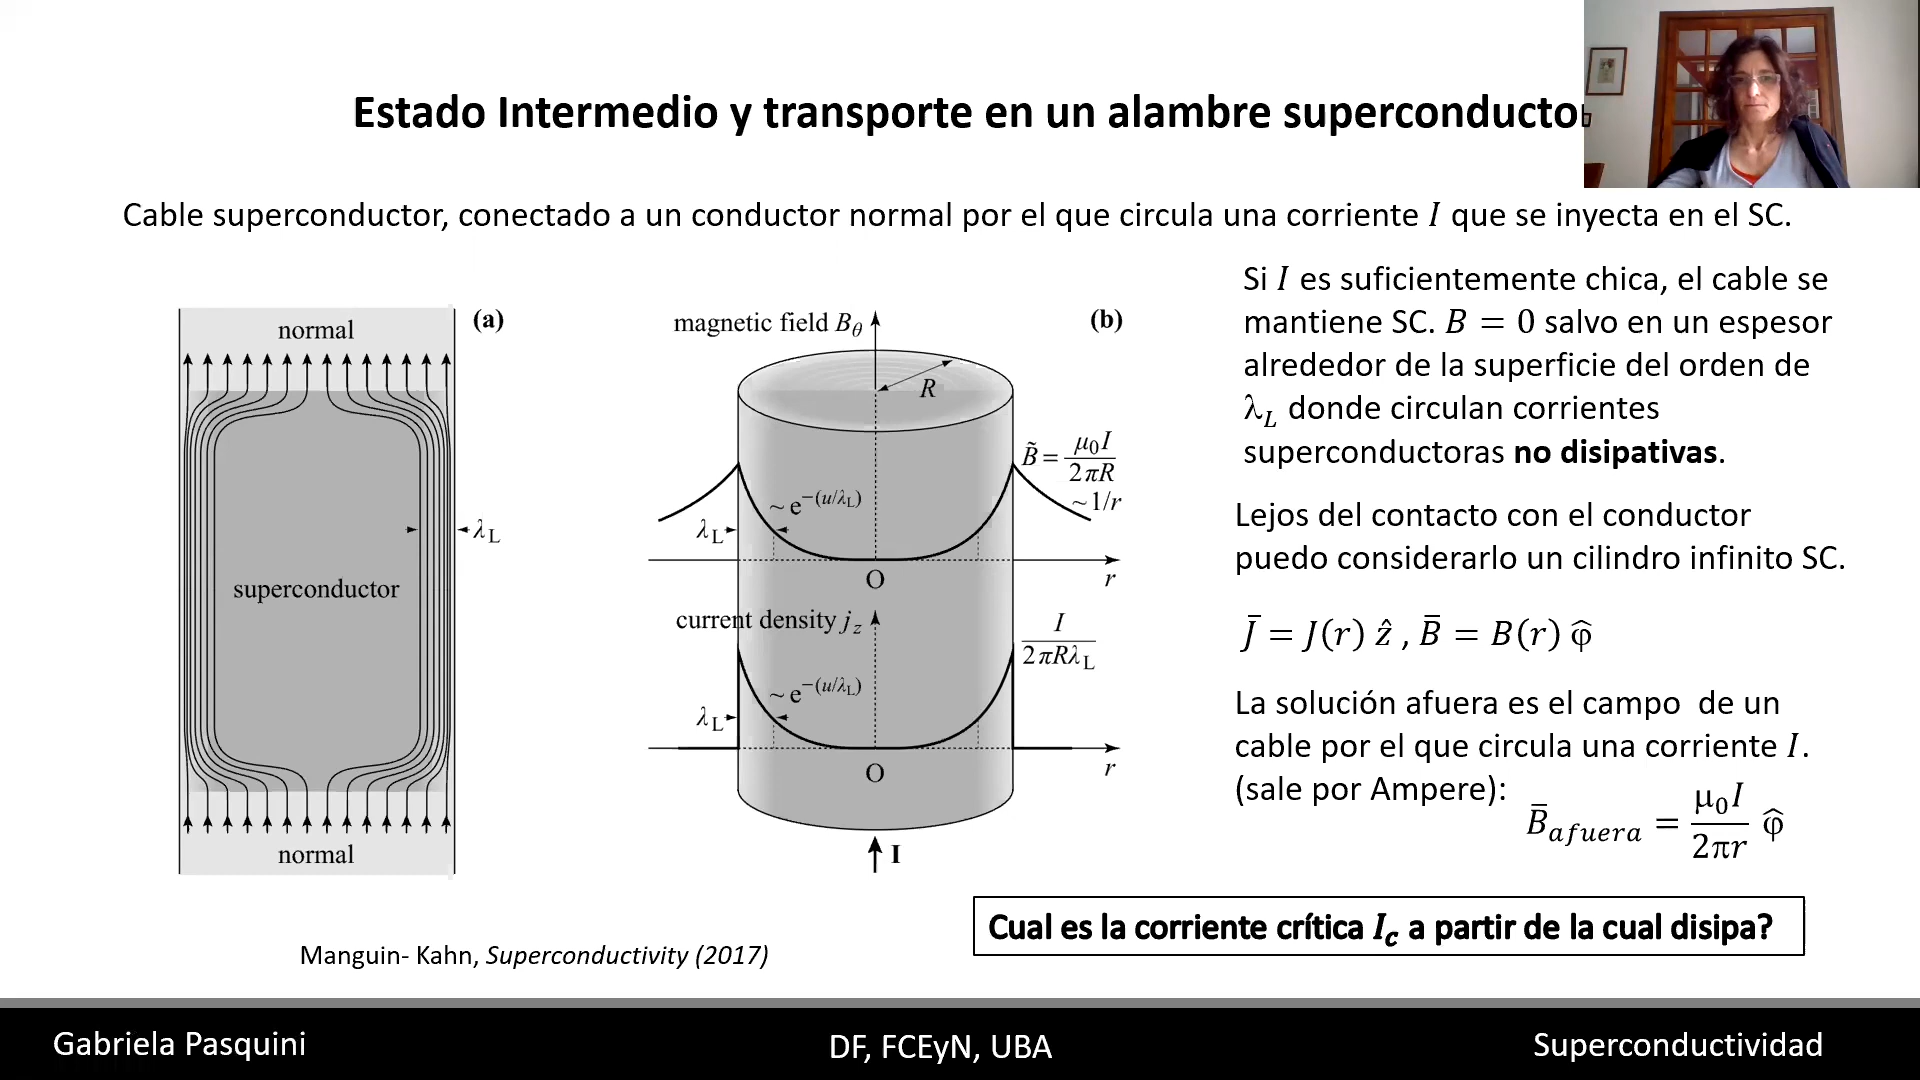 Estado Intermedio y transporte en un alambre superconducto
Cable superconductor, conectado a un conductor normal por el que circula una corriente I que se inyecta en el SC.
normal
(a)
λL
superconductor
normal
magnetic field Bθ
(b)
R
B̃ = μ0I / 2πR
~ e^−(u/λL)
~ 1/r
λL
O
r
current density jz
I / 2πRλL
~ e^−(u/λL)
λL
O
r
I
Manguin- Kahn, Superconductivity (2017)
Si I es suficientemente chica, el cable se
mantiene SC. B = 0 salvo en un espesor
alrededor de la superficie del orden de
λL donde circulan corrientes
superconductoras no disipativas.
Lejos del contacto con el conductor
puedo considerarlo un cilindro infinito SC.
J̄ = J(r) ẑ , B̄ = B(r) φ̂
La solución afuera es el campo de un
cable por el que circula una corriente I.
(sale por Ampere):
B̄afuera = μ0I / 2πr φ̂
Cual es la corriente crítica Ic a partir de la cual disipa?
Gabriela Pasquini
DF, FCEyN, UBA
Superconductividad